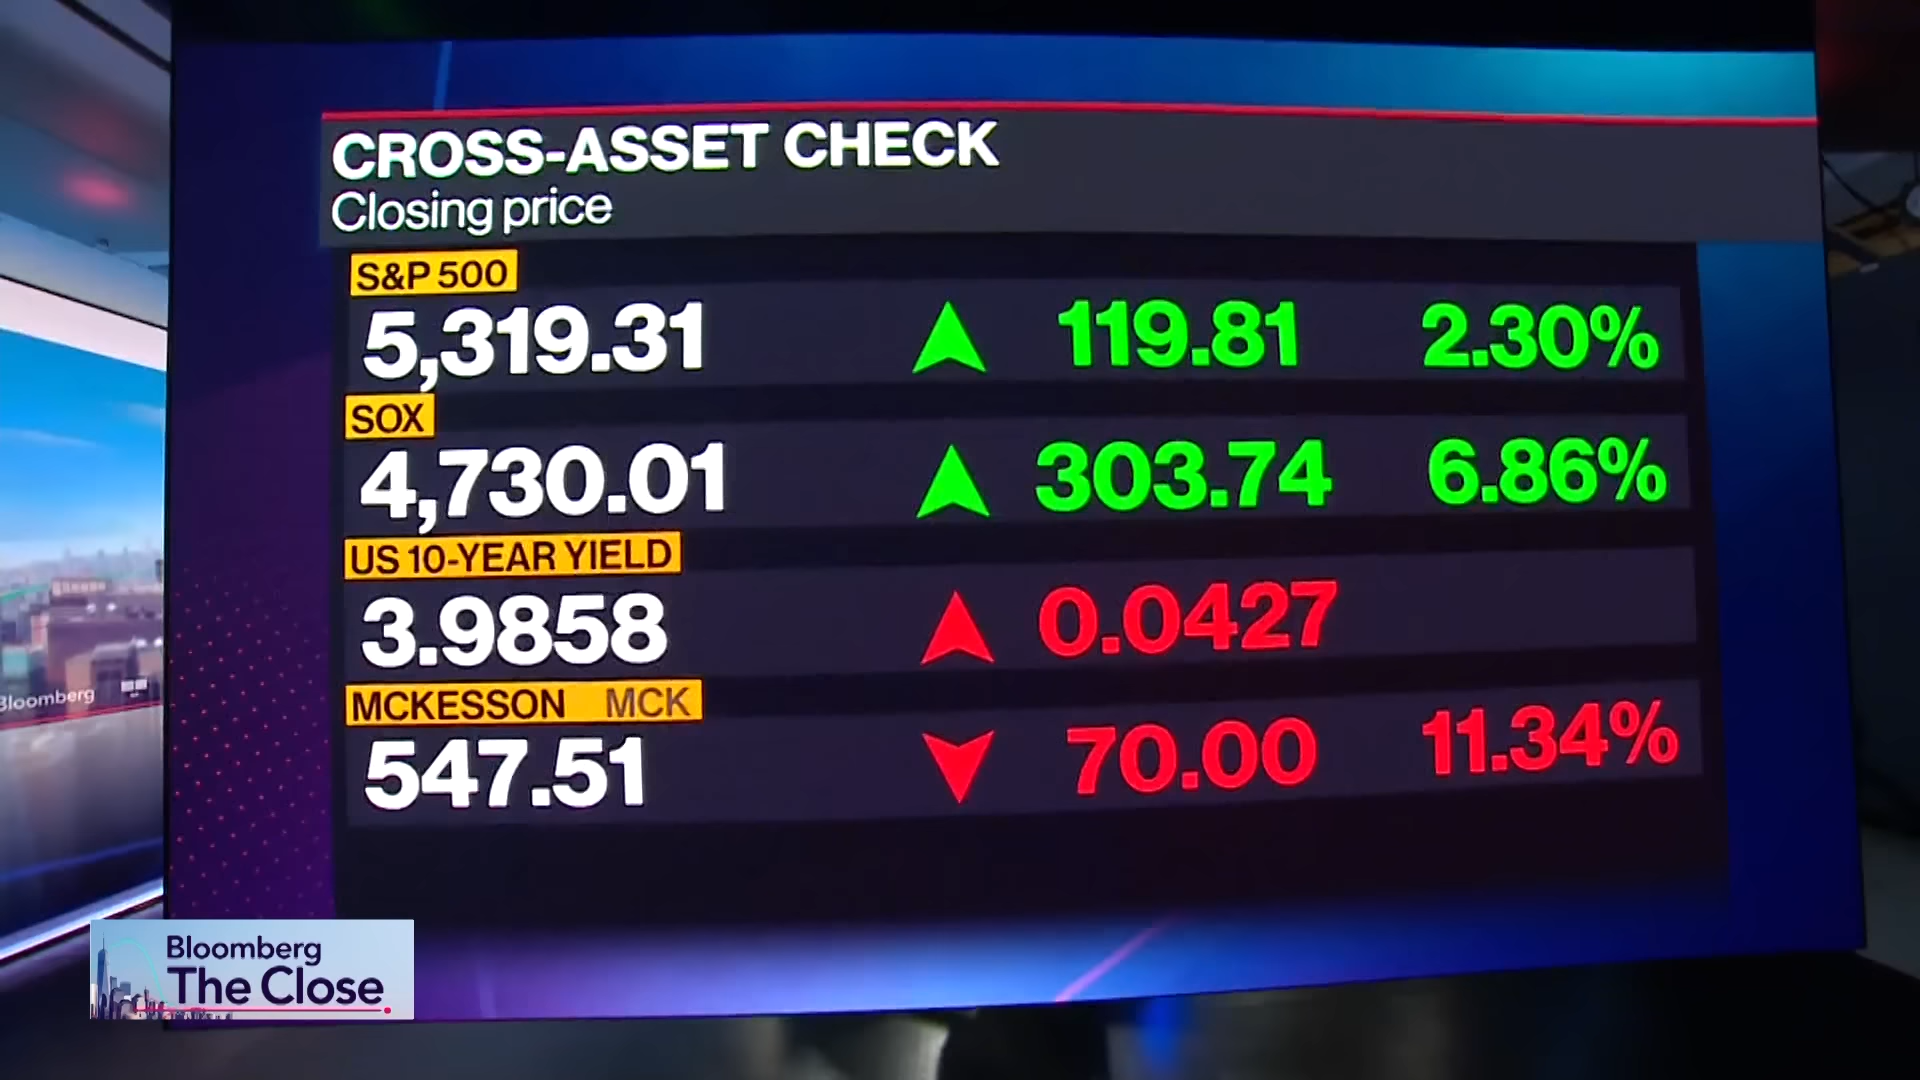 CROSS-ASSET CHECK
Closing price
S&P 500
5,319.31 119.81 2.30%
SOX
4,730.01 303.74 6.86%
US 10-YEAR YIELD
3.9858 0.0427
MCKESSON MCK
547.51 70.00 11.34%
Bloomberg
Bloomberg
The Close